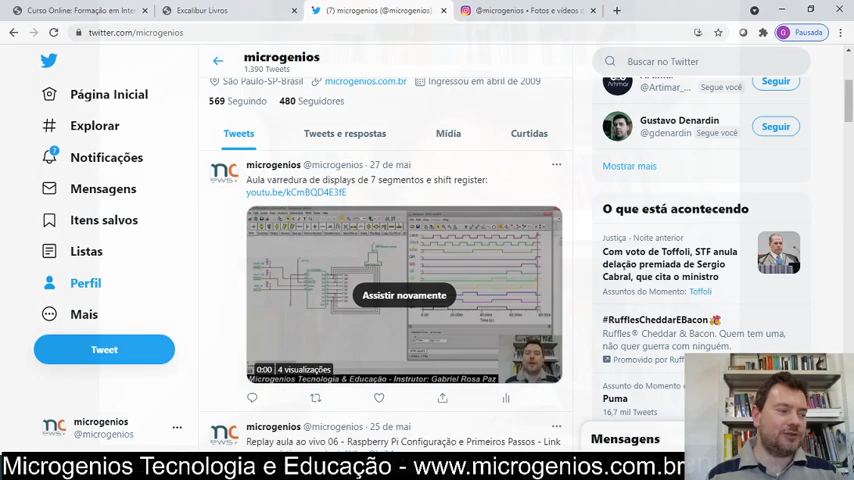 Curso Online: Formação em Inte
Excalibur Livros
(7) microgenios (@microgenios)
@microgenios • Fotos e vídeos d
twitter.com/microgenios
G
Pausada
microgenios
1.390 Tweets
Buscar no Twitter
São Paulo-SP-Brasil
microgenios.com.br
Ingressou em abril de 2009
569 Seguindo
480 Seguidores
Tweets
Tweets e respostas
Mídia
Curtidas
Página Inicial
Explorar
7
Notificações
Mensagens
Itens salvos
Listas
Perfil
Mais
Tweet
microgenios
@microgenios
microgenios @microgenios · 27 de mai
Aula varredura de displays de 7 segmentos e shift register:
youtu.be/kCmBQD4E3fE
Assistir novamente
0:00
4 visualizações
Microgenios Tecnologia & Educação - Instrutor: Gabriel Rosa Paz
microgenios @microgenios · 25 de mai
Replay aula ao vivo 06 - Raspberry Pi Configuração e Primeiros Passos - Link
@Artimar_...
Segue você
Seguir
Gustavo Denardin
@gdenardin
Segue você
Seguir
Mostrar mais
O que está acontecendo
Justiça · Noite anterior
Com voto de Toffoli, STF anula
delação premiada de Sergio
Cabral, que cita o ministro
Assuntos do Momento: Toffoli
#RufflesCheddarEBacon
Ruffles® Cheddar & Bacon. Quem tem uma,
não quer guerra com ninguém.
Promovido por Ruff
Assunto do Momento
Puma
16,7 mil Tweets
Mensagens
Microgenios Tecnologia e Educação - www.microgenios.com.br